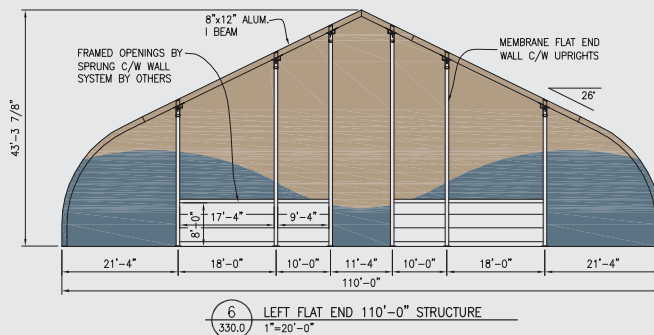 8"x12" ALUM.
I BEAM
FRAMED OPENINGS BY
SPRUNG C/W WALL
SYSTEM BY OTHERS
MEMBRANE FLAT END
WALL C/W UPRIGHTS
26°
43'-3 7/8"
17'-4"
9'-4"
8'-0"
21'-4"
18'-0"
10'-0"
11'-4"
10'-0"
18'-0"
21'-4"
110'-0"
6
330.0
LEFT FLAT END 110'-0" STRUCTURE
1"=20'-0"